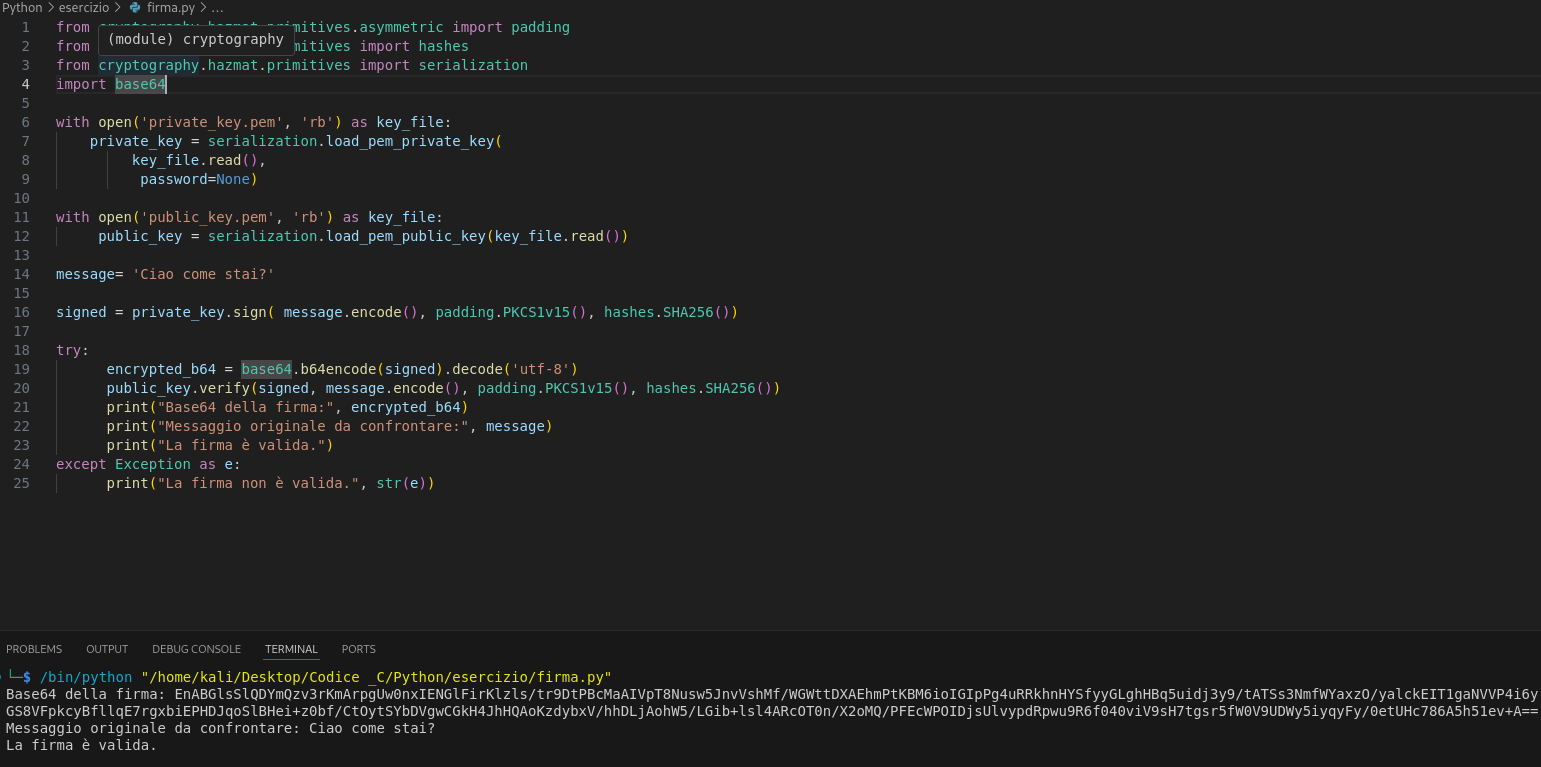 Python > esercizio > firma.py > ...
1 from cryptography.hazmat.primitives.asymmetric import padding
(module) cryptography
2 from mitives import hashes
3 from cryptography.hazmat.primitives import serialization
4 import base64
5
6 with open('private_key.pem', 'rb') as key_file:
7 private_key = serialization.load_pem_private_key(
8 key_file.read(),
9 password=None)
10
11 with open('public_key.pem', 'rb') as key_file:
12 public_key = serialization.load_pem_public_key(key_file.read())
13
14 message= 'Ciao come stai?'
15
16 signed = private_key.sign( message.encode(), padding.PKCS1v15(), hashes.SHA256())
17
18 try:
19 encrypted_b64 = base64.b64encode(signed).decode('utf-8')
20 public_key.verify(signed, message.encode(), padding.PKCS1v15(), hashes.SHA256())
21 print("Base64 della firma:", encrypted_b64)
22 print("Messaggio originale da confrontare:", message)
23 print("La firma è valida.")
24 except Exception as e:
25 print("La firma non è valida.", str(e))
PROBLEMS OUTPUT DEBUG CONSOLE TERMINAL PORTS
└─$ /bin/python "/home/kali/Desktop/Codice _C/Python/esercizio/firma.py"
Base64 della firma: EnABGlsSlQDYmQzv3rKmArpgUw0nxIENGlFirKlzls/tr9DtPBcMaAIVpT8Nusw5JnvVshMf/WGWttDXAEhmPtKBM6ioIGIpPg4uRRkhnHYSfyyGLghHBq5uidj3y9/tATSs3NmfWYaxzO/yalckEIT1gaNVVP4i6y
GS8VFpkcyBfllqE7rgxbiEPHDJqoSlBHei+z0bf/CtOytSYbDVgwCGkH4JhHQAoKzdybxV/hhDLjAohW5/LGib+lsl4ARcOT0n/X2oMQ/PFEcWPOIDjsUlvypdRpwu9R6f040viV9sH7tgsr5fW0V9UDWy5iyqyFy/0etUHc786A5h51ev+A==
Messaggio originale da confrontare: Ciao come stai?
La firma è valida.